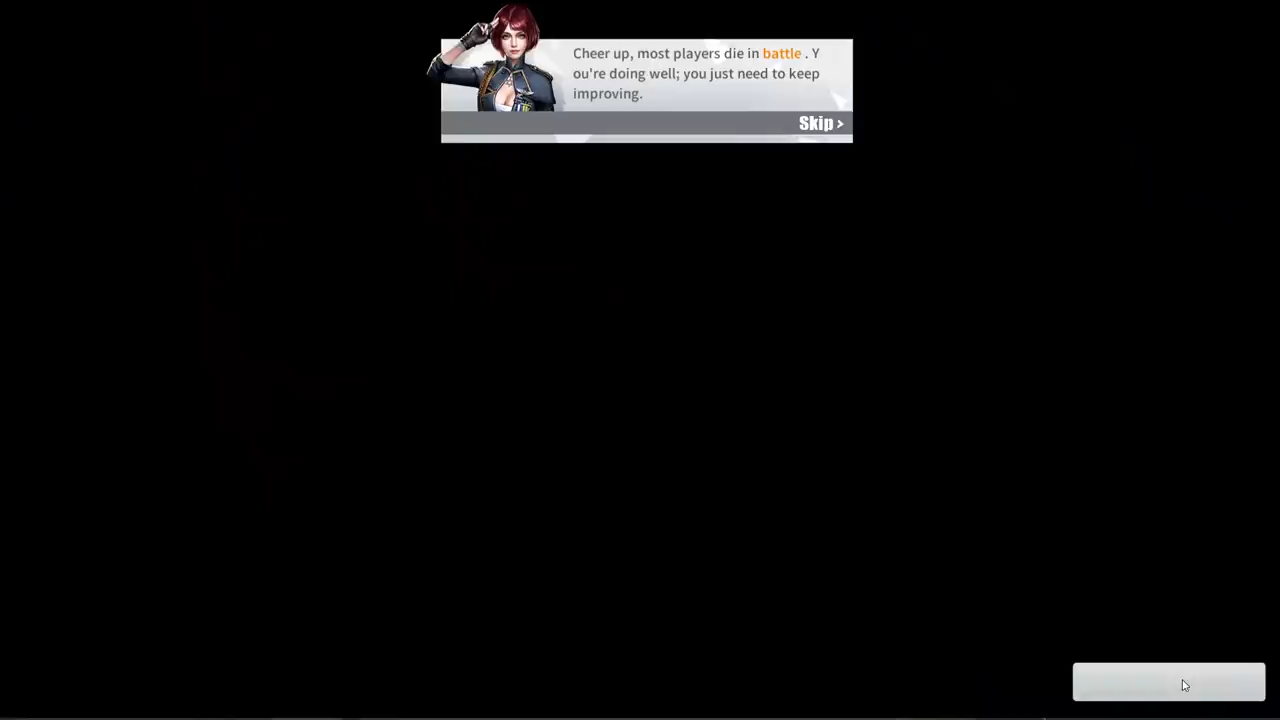 Cheer up, most players die in battle . Y
ou're doing well; you just need to keep
improving.
Skip >